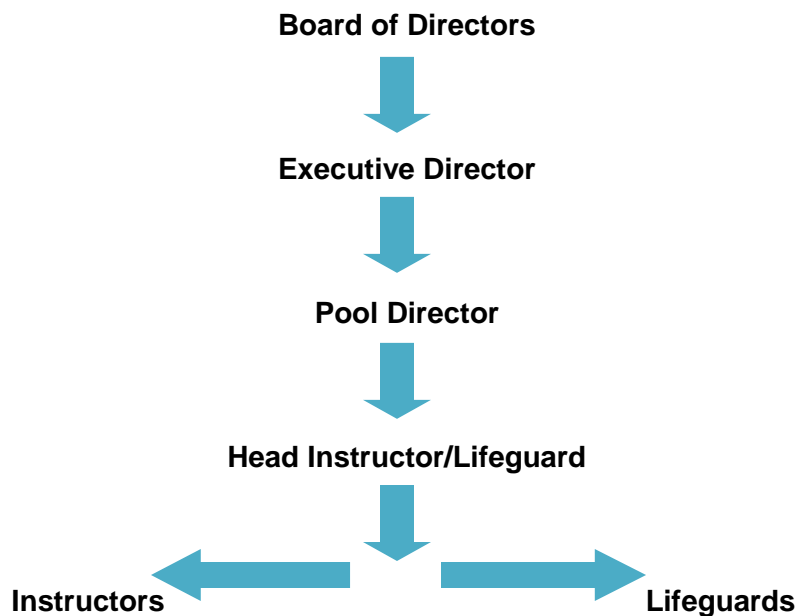 Board of Directors
Executive Director
Pool Director
Head Instructor/Lifeguard
Instructors
Lifeguards